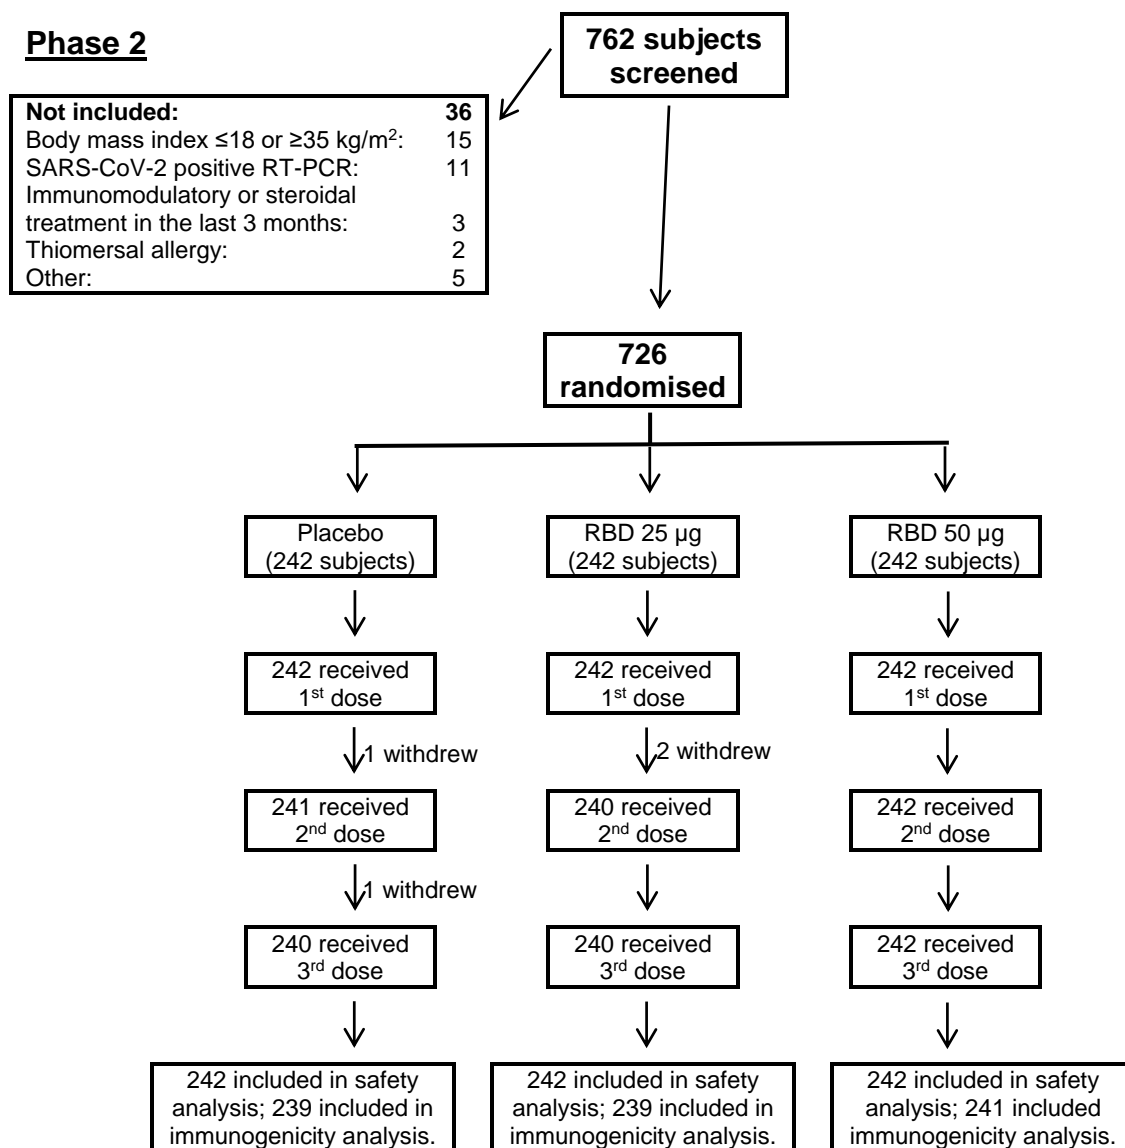 Phase 2
762 subjects
screened
Not included: 36
Body mass index ≤18 or ≥35 kg/m²: 15
SARS-CoV-2 positive RT-PCR: 11
Immunomodulatory or steroidal
treatment in the last 3 months: 3
Thiomersal allergy: 2
Other: 5
726
randomised
Placebo
(242 subjects)
RBD 25 µg
(242 subjects)
RBD 50 µg
(242 subjects)
242 received
1st dose
242 received
1st dose
242 received
1st dose
1 withdrew
2 withdrew
241 received
2nd dose
240 received
2nd dose
242 received
2nd dose
1 withdrew
240 received
3rd dose
240 received
3rd dose
242 received
3rd dose
242 included in safety
analysis; 239 included in
immunogenicity analysis.
242 included in safety
analysis; 239 included in
immunogenicity analysis.
242 included in safety
analysis; 241 included
immunogenicity analysis.